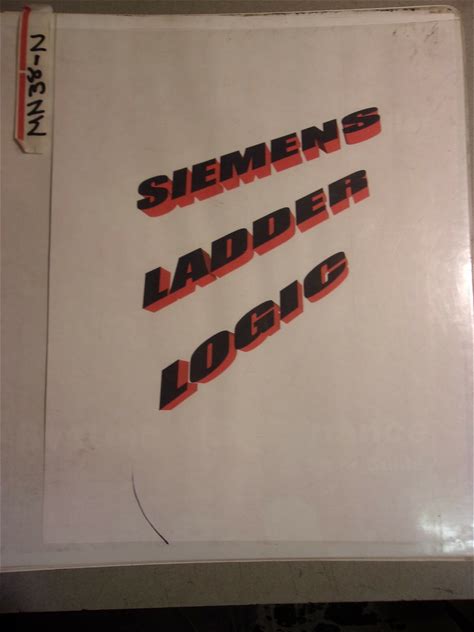 MN38-N
SIEMENS
LADDER
LOGIC